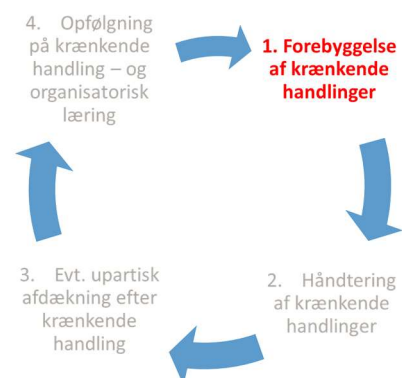 4. Opfølgning
på krænkende
handling – og
organisatorisk
læring
1. Forebyggelse
af krænkende
handlinger
2. Håndtering
af krænkende
handlinger
3. Evt. upartisk
afdækning efter
krænkende
handling